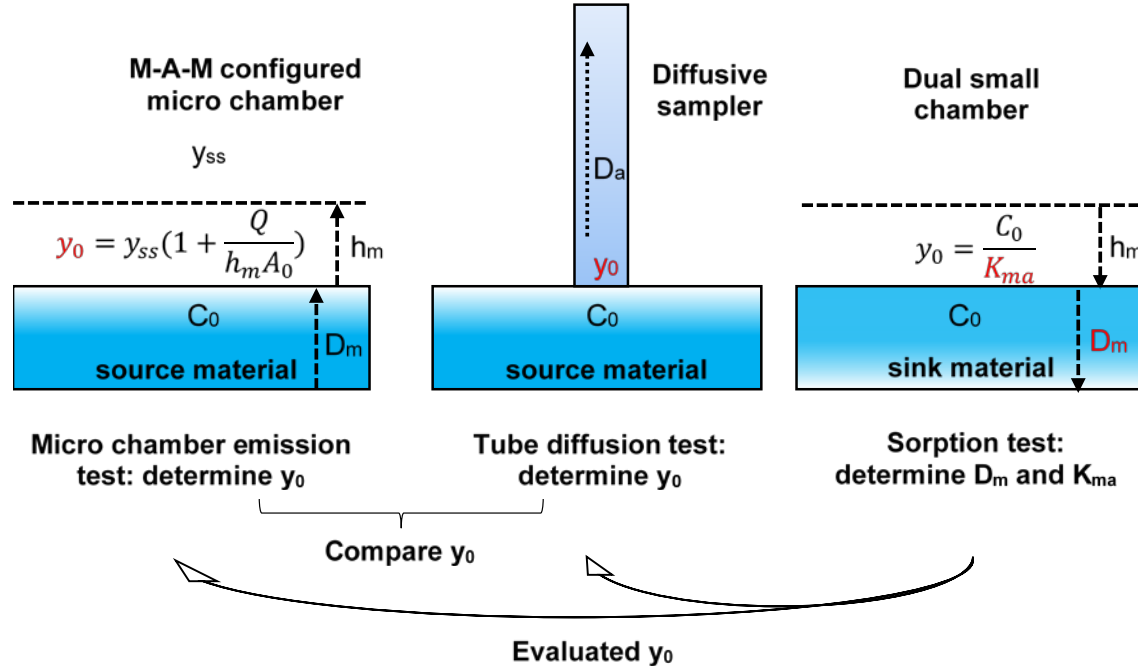 M-A-M configured
micro chamber
yss
y₀ = yss(1 + Q/(hmA₀))
hm
C₀
Dm
source material
Micro chamber emission
test: determine y₀
Diffusive
sampler
Da
y₀
C₀
source material
Tube diffusion test:
determine y₀
Dual small
chamber
y₀ = C₀/Kma
hm
C₀
Dm
sink material
Sorption test:
determine Dm and Kma
Compare y₀
Evaluated y₀